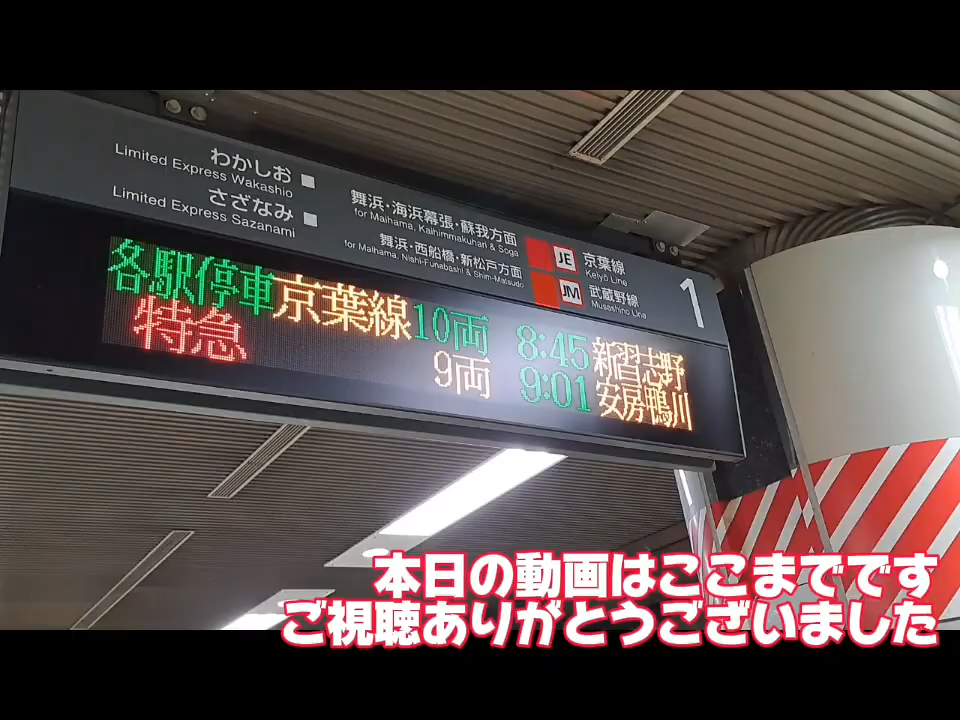 わかしお
Limited Express Wakashio
さざなみ
Limited Express Sazanami
舞浜・海浜幕張・蘇我方面
for Maihama, Kaihimmakuhari & Soga
舞浜・西船橋・新松戸方面
for Maihama, Nishi-Funabashi & Shim-Matsudo
JE 京葉線
Keiyō Line
JM 武蔵野線
Musashino Line
1
各駅停車 京葉線 10両 8:45 新習志野
特急 9両 9:01 安房鴨川
本日の動画はここまでです
ご視聴ありがとうございました